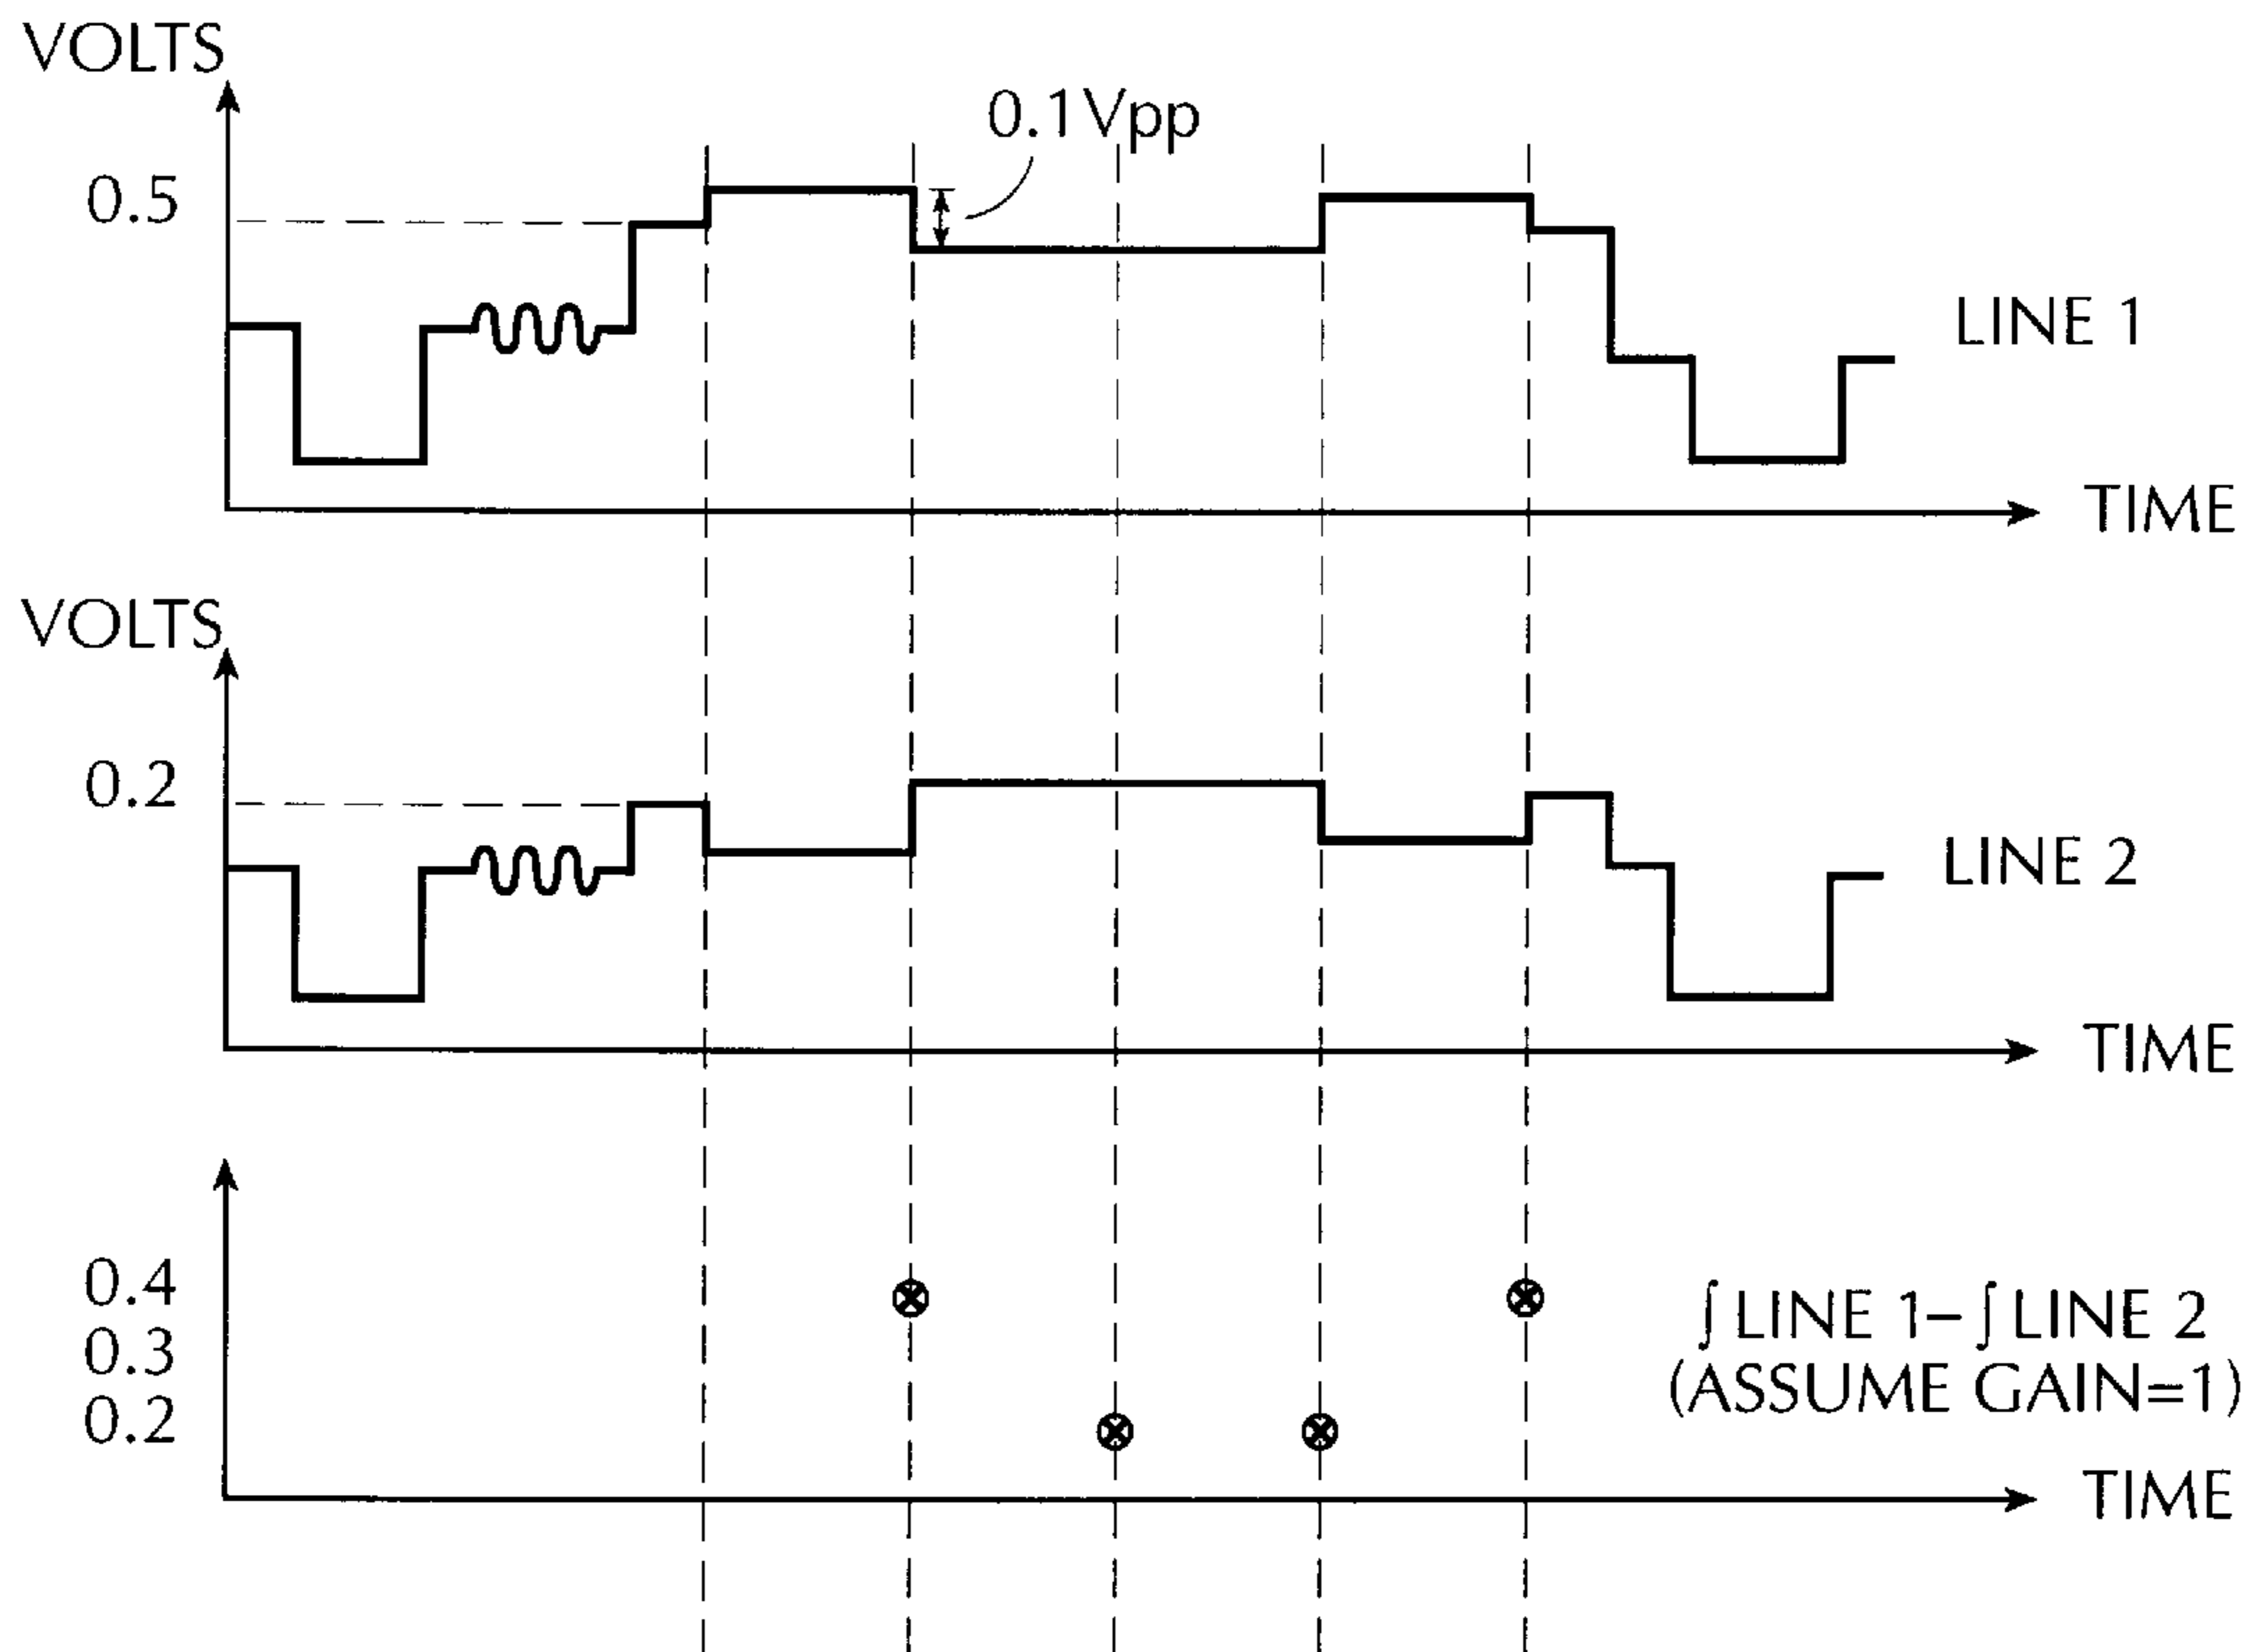 VOLTS
0.1Vpp
0.5
LINE 1
TIME
VOLTS
0.2
LINE 2
TIME
0.4
0.3
0.2
∫LINE 1–∫LINE 2
(ASSUME GAIN=1)
TIME